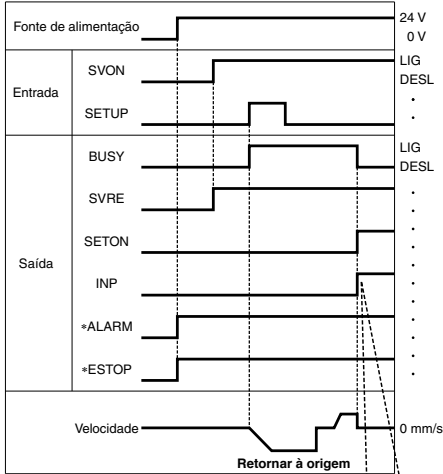 Fonte de alimentação
24 V
0 V
Entrada
SVON
LIG
DESL
SETUP
Saída
BUSY
LIG
DESL
SVRE
SETON
INP
*ALARM
*ESTOP
Velocidade
0 mm/s
Retornar à origem